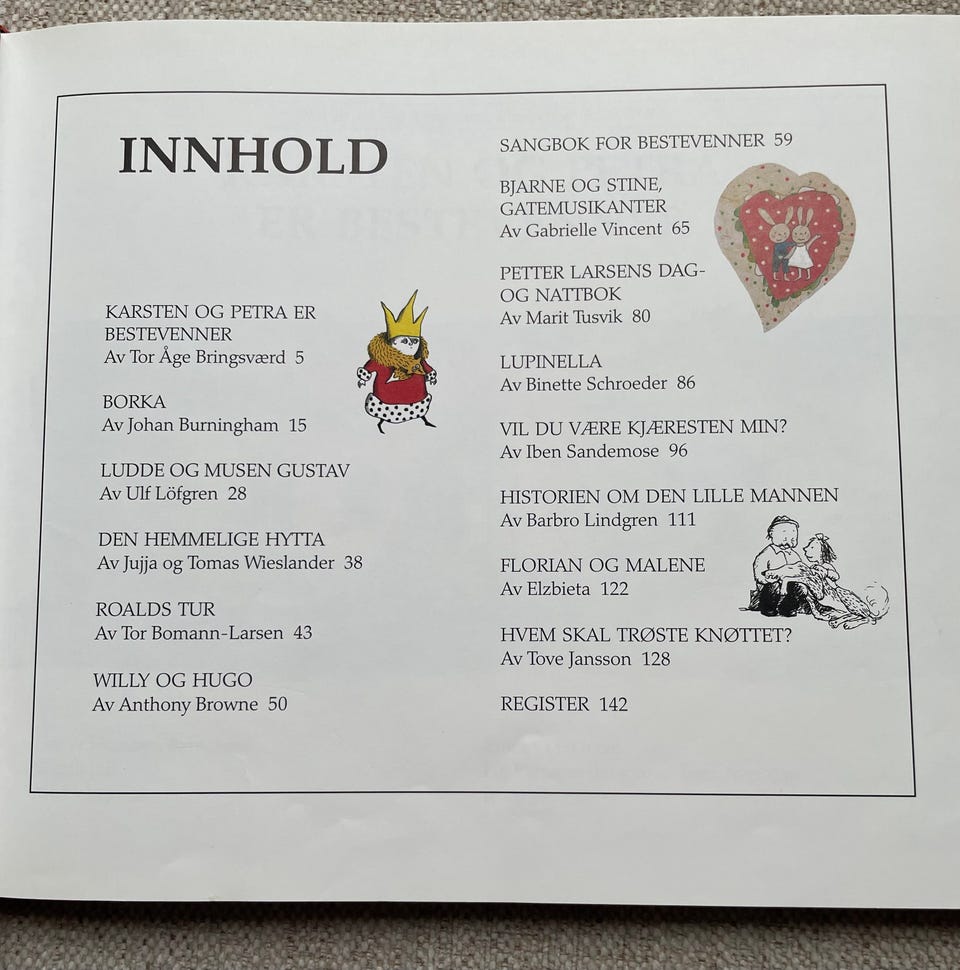 INNHOLD
KARSTEN OG PETRA ER
BESTEVENNER
Av Tor Åge Bringsværd 5
BORKA
Av Johan Burningham 15
LUDDE OG MUSEN GUSTAV
Av Ulf Löfgren 28
DEN HEMMELIGE HYTTA
Av Jujja og Tomas Wieslander 38
ROALDS TUR
Av Tor Bomann-Larsen 43
WILLY OG HUGO
Av Anthony Browne 50
SANGBOK FOR BESTEVENNER 59
BJARNE OG STINE,
GATEMUSIKANTER
Av Gabrielle Vincent 65
PETTER LARSENS DAG-
OG NATTBOK
Av Marit Tusvik 80
LUPINELLA
Av Binette Schroeder 86
VIL DU VÆRE KJÆRESTEN MIN?
Av Iben Sandemose 96
HISTORIEN OM DEN LILLE MANNEN
Av Barbro Lindgren 111
FLORIAN OG MALENE
Av Elzbieta 122
HVEM SKAL TRØSTE KNØTTET?
Av Tove Jansson 128
REGISTER 142